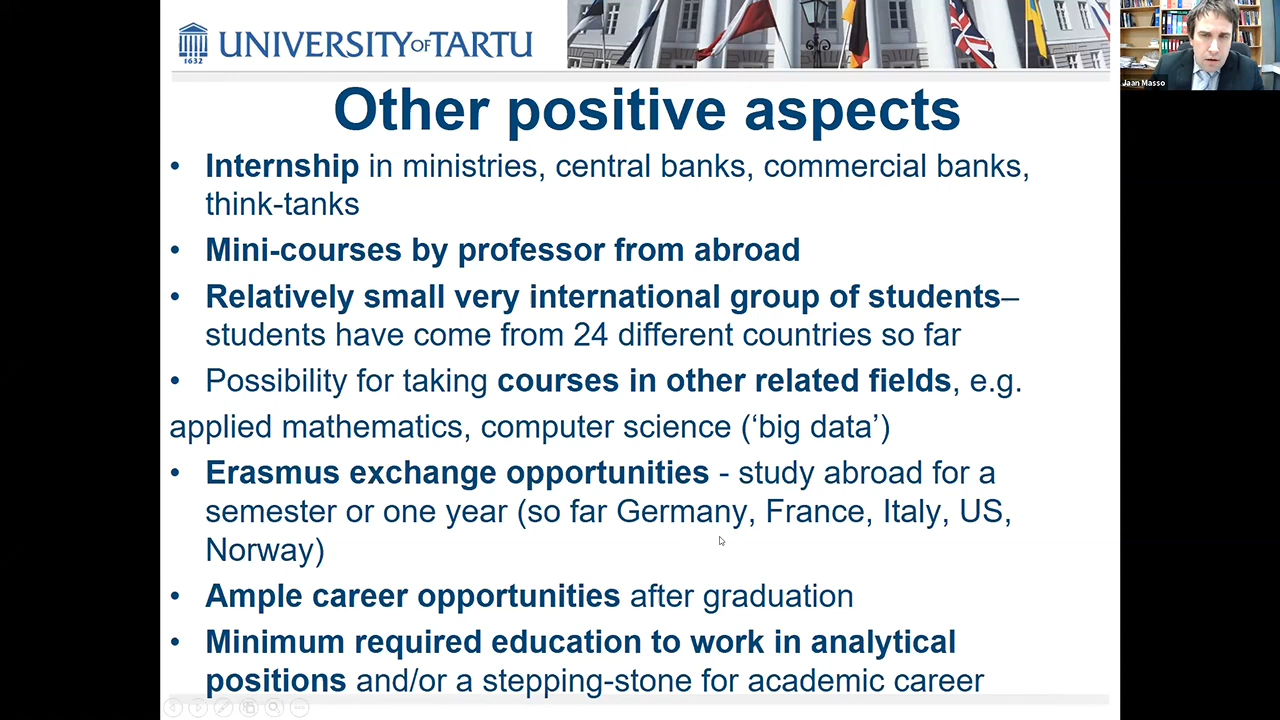 UNIVERSITY OF TARTU
1632
Jaan Masso
Other positive aspects
• Internship in ministries, central banks, commercial banks,
think-tanks
• Mini-courses by professor from abroad
• Relatively small very international group of students–
students have come from 24 different countries so far
• Possibility for taking courses in other related fields, e.g.
applied mathematics, computer science (‘big data’)
• Erasmus exchange opportunities - study abroad for a
semester or one year (so far Germany, France, Italy, US,
Norway)
• Ample career opportunities after graduation
• Minimum required education to work in analytical
positions and/or a stepping-stone for academic career